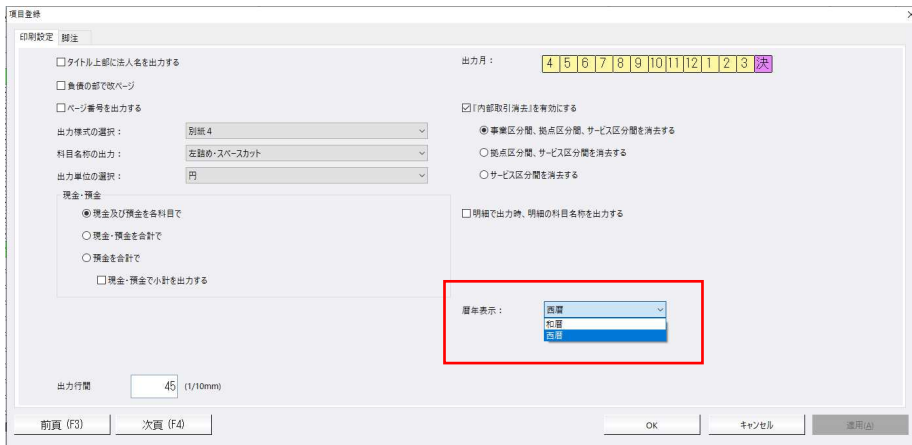 項目登録
印刷設定 脚注
□タイトル上部に法人名を出力する
□負債の部で改ページ
□ページ番号を出力する
出力様式の選択： 別紙４
科目名称の出力： 左詰め・スペースカット
出力単位の選択： 円
現金・預金
現金及び預金を各科目で
現金・預金を合計で
預金を合計で
現金・預金で小計を出力する
出力行間 45 (1/10mm)
出力月： 4 5 6 7 8 9 10 11 12 1 2 3 決
『内部取引消去』を有効にする
事業区分間、拠点区分間、サービス区分間を消去する
拠点区分間、サービス区分間を消去する
サービス区分間を消去する
明細で出力時、明細の科目名称を出力する
暦年表示： 西暦
和暦
西暦
前頁 (F3) 次頁 (F4) OK キャンセル 適用(A)